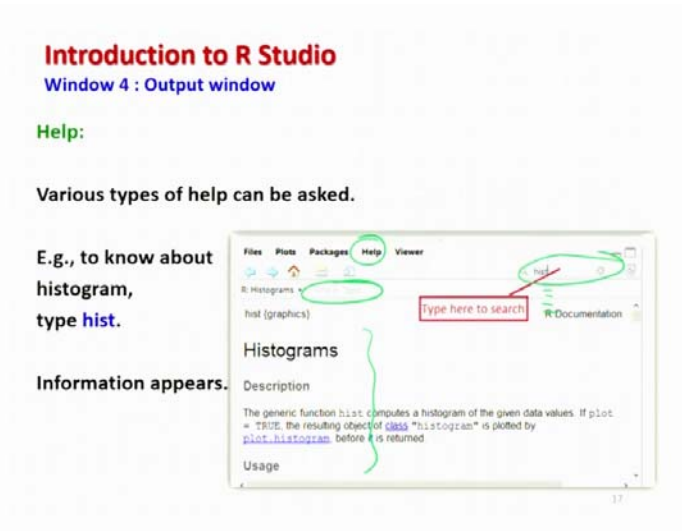 Introduction to R Studio
Window 4 : Output window
Help:
Various types of help can be asked.
E.g., to know about
histogram,
type hist.
Information appears.
Files Plots Packages Help Viewer
hist
R: Histograms
Type here to search
hist {graphics}
R Documentation
Histograms
Description
The generic function hist computes a histogram of the given data values. If plot
= TRUE, the resulting object of class "histogram" is plotted by
plot.histogram, before it is returned.
Usage
17